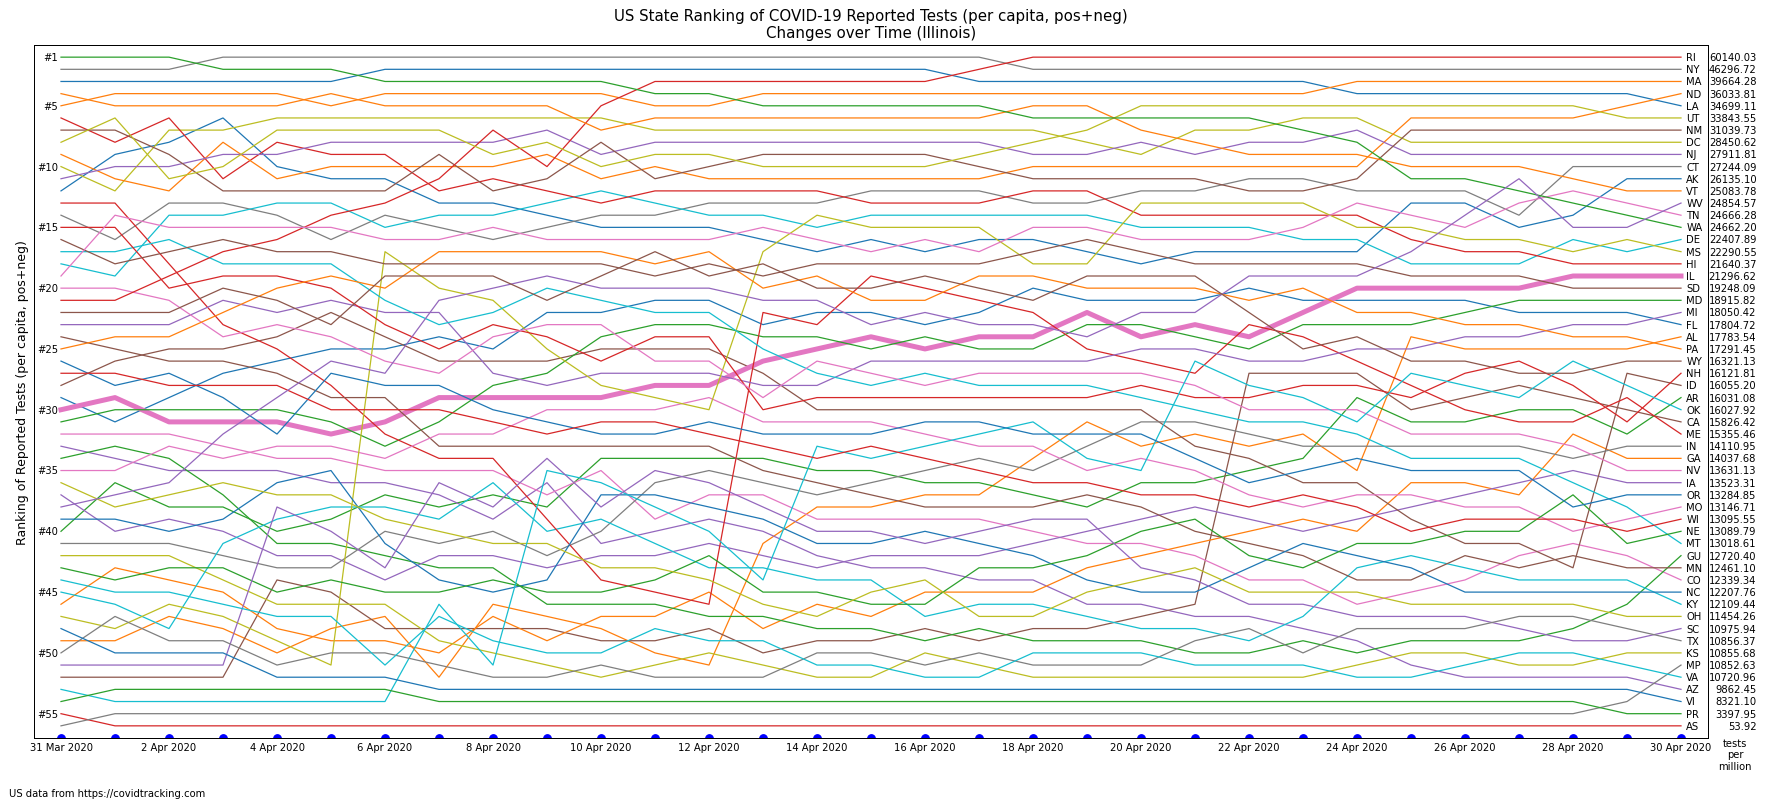 US State Ranking of COVID-19 Reported Tests (per capita, pos+neg)
Changes over Time (Illinois)
Ranking of Reported Tests (per capita, pos+neg)
#1
#5
#10
#15
#20
#25
#30
#35
#40
#45
#50
#55
RI 60140.03
NY 46296.72
MA 39664.28
ND 36033.81
LA 34699.11
UT 33843.55
NM 31039.73
DC 28450.62
NJ 27911.81
CT 27244.09
AK 26135.10
VT 25083.78
WV 24854.57
TN 24666.28
WA 24662.20
DE 22407.89
MS 22290.55
HI 21640.37
IL 21296.62
SD 19248.09
MD 18915.82
MI 18050.42
FL 17804.72
AL 17783.54
PA 17291.45
WY 16321.13
NH 16121.81
ID 16055.20
AR 16031.08
OK 16027.92
CA 15826.42
ME 15355.46
IN 14110.95
GA 14037.68
NV 13631.13
IA 13523.31
OR 13284.85
MO 13146.71
WI 13095.55
NE 13089.79
MT 13018.61
GU 12720.40
MN 12461.10
CO 12339.34
NC 12207.76
KY 12109.44
OH 11454.26
SC 10975.94
TX 10856.37
KS 10855.68
MP 10852.63
VA 10720.96
AZ 9862.45
VI 8321.10
PR 3397.95
AS 53.92
31 Mar 2020 2 Apr 2020 4 Apr 2020 6 Apr 2020 8 Apr 2020 10 Apr 2020 12 Apr 2020 14 Apr 2020 16 Apr 2020 18 Apr 2020 20 Apr 2020 22 Apr 2020 24 Apr 2020 26 Apr 2020 28 Apr 2020 30 Apr 2020
tests
per
million
US data from https://covidtracking.com